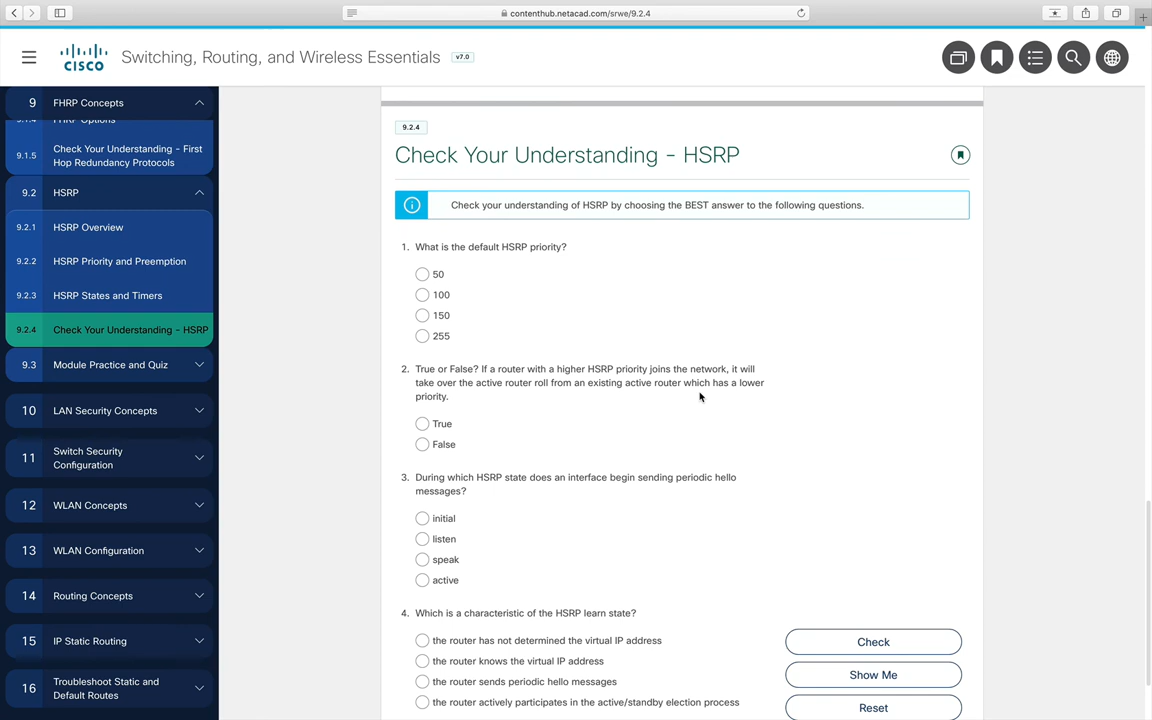 contenthub.netacad.com/srwe/9.2.4
CISCO
Switching, Routing, and Wireless Essentials
v7.0
9 FHRP Concepts
9.1.4 FHRP Options
9.1.5 Check Your Understanding - First
Hop Redundancy Protocols
9.2 HSRP
9.2.1 HSRP Overview
9.2.2 HSRP Priority and Preemption
9.2.3 HSRP States and Timers
9.2.4 Check Your Understanding - HSRP
9.3 Module Practice and Quiz
10 LAN Security Concepts
11 Switch Security
Configuration
12 WLAN Concepts
13 WLAN Configuration
14 Routing Concepts
15 IP Static Routing
16 Troubleshoot Static and
Default Routes
9.2.4
Check Your Understanding - HSRP
Check your understanding of HSRP by choosing the BEST answer to the following questions.
1. What is the default HSRP priority?
50
100
150
255
2. True or False? If a router with a higher HSRP priority joins the network, it will
take over the active router roll from an existing active router which has a lower
priority.
True
False
3. During which HSRP state does an interface begin sending periodic hello
messages?
initial
listen
speak
active
4. Which is a characteristic of the HSRP learn state?
the router has not determined the virtual IP address
the router knows the virtual IP address
the router sends periodic hello messages
the router actively participates in the active/standby election process
Check
Show Me
Reset